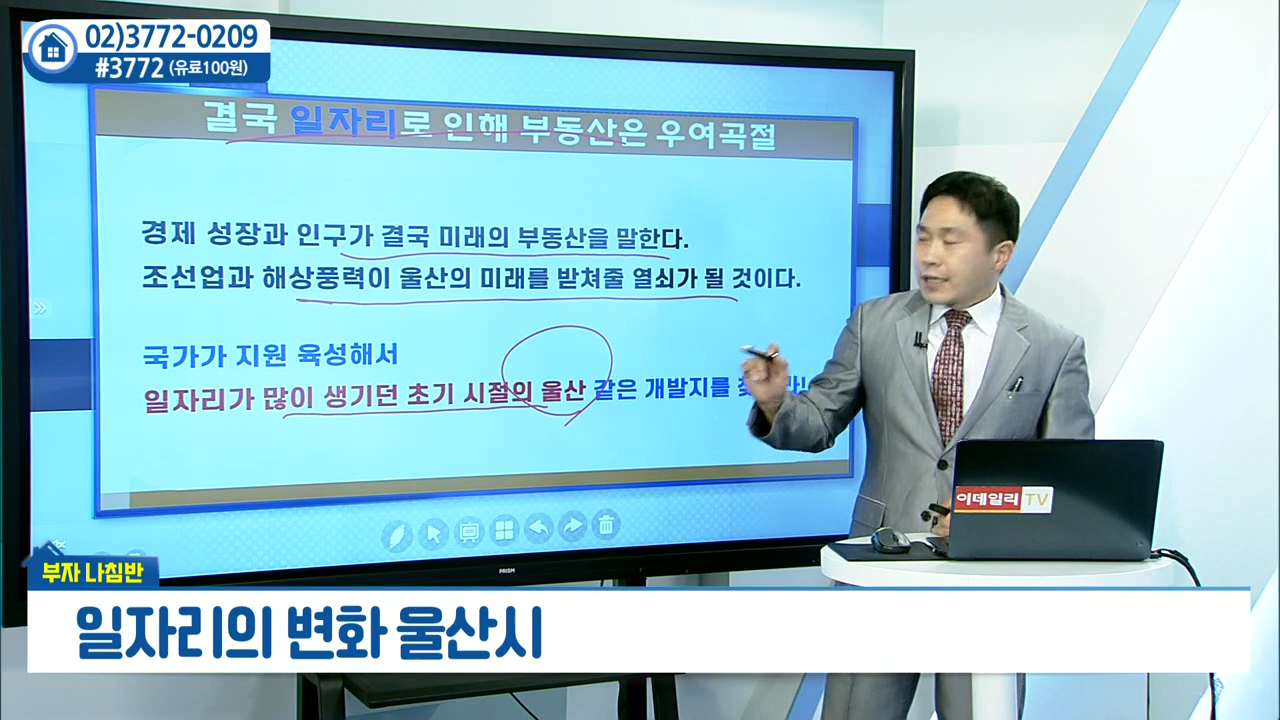 02)3772-0209
#3772 (유료100원)
결국 일자리로 인해 부동산은 우여곡절
경제 성장과 인구가 결국 미래의 부동산을 말한다.
조선업과 해상풍력이 울산의 미래를 받쳐줄 열쇠가 될 것이다.
국가가 지원 육성해서
일자리가 많이 생기던 초기 시절의 울산 같은 개발지를
이데일리 TV
PRISM
부자 나침반
일자리의 변화 울산시